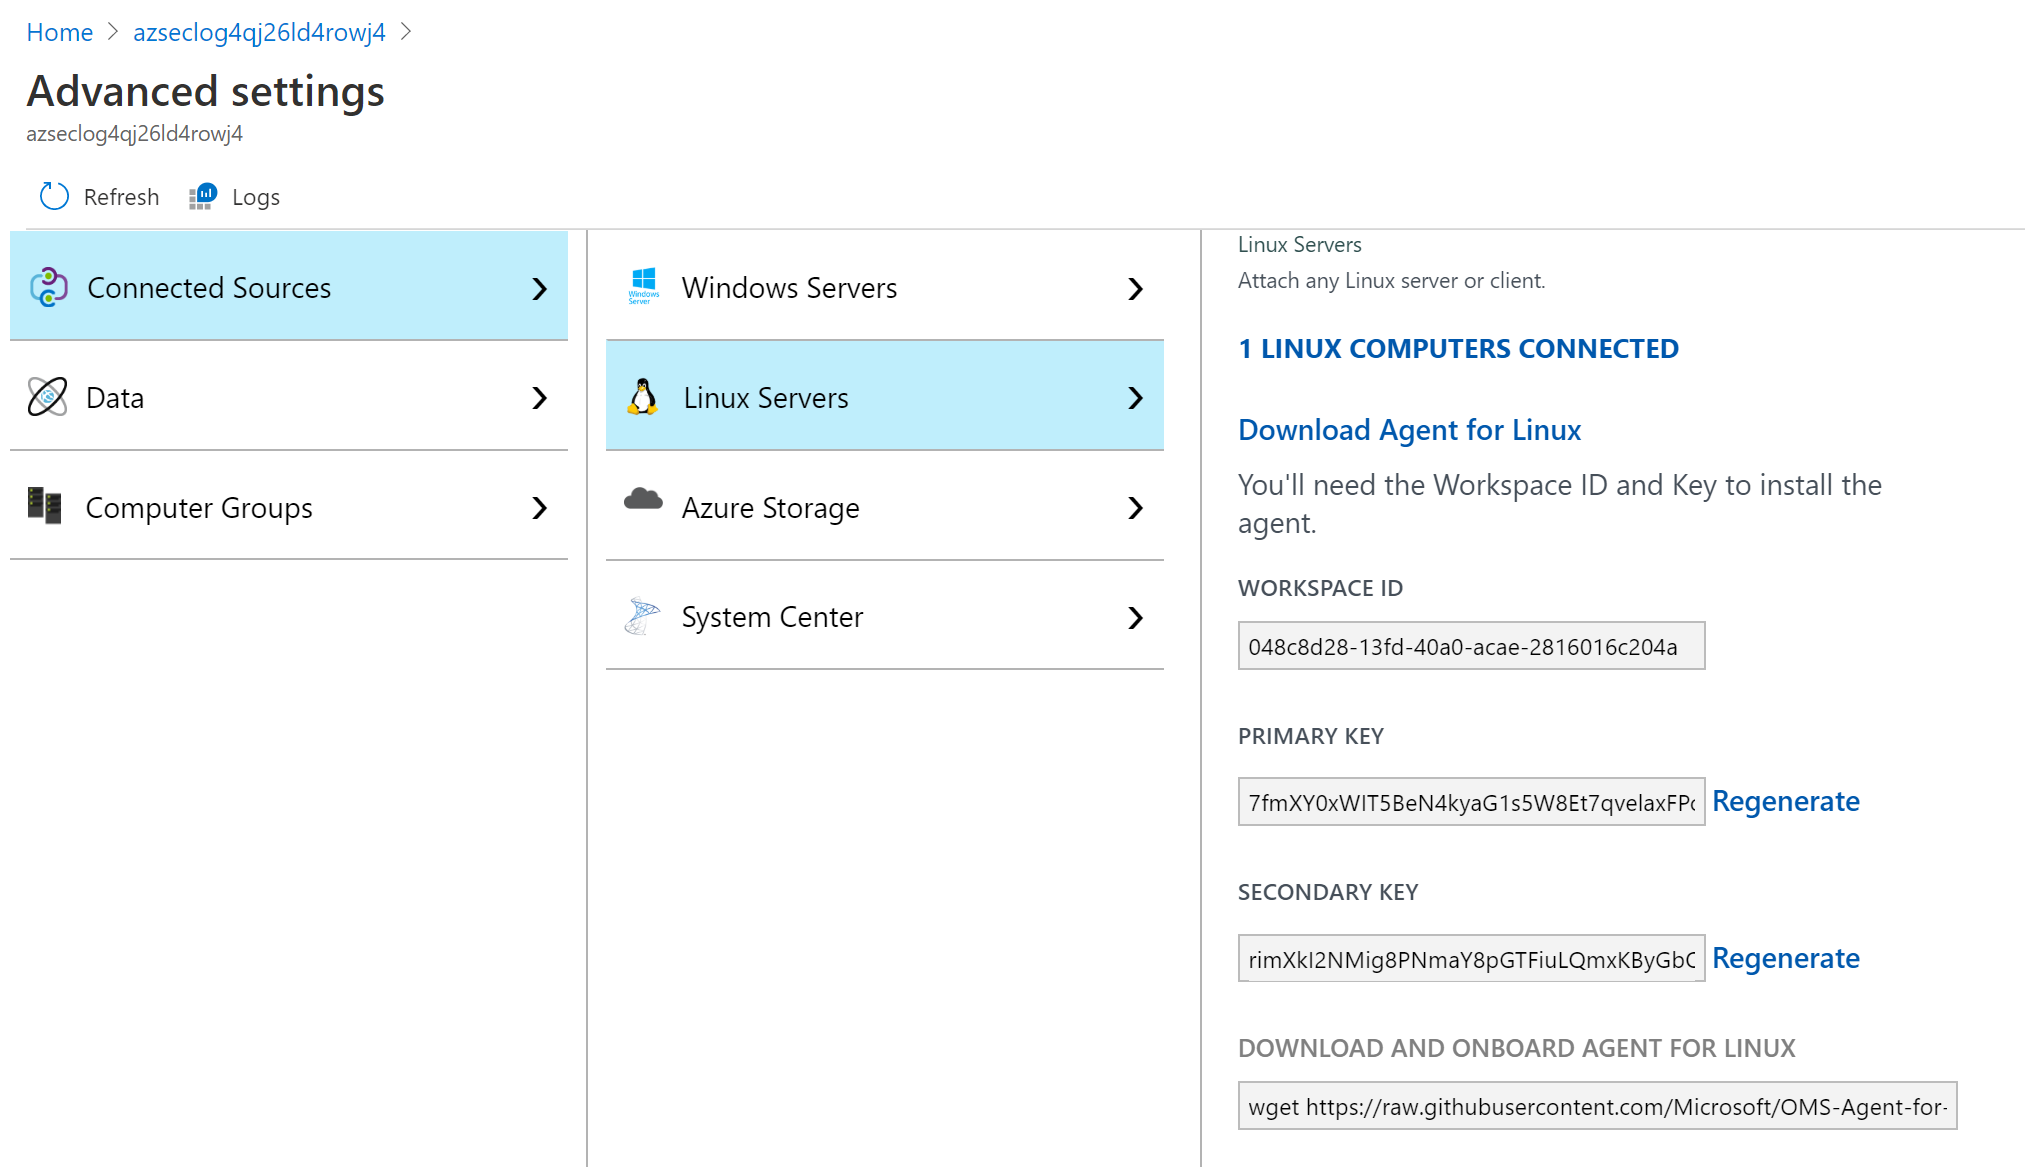 Home > azseclog4qj26ld4rowj4 >
Advanced settings
azseclog4qj26ld4rowj4
Refresh Logs
Connected Sources
Data
Computer Groups
Windows Server
Windows Servers
Linux Servers
Azure Storage
System Center
Linux Servers
Attach any Linux server or client.
1 LINUX COMPUTERS CONNECTED
Download Agent for Linux
You'll need the Workspace ID and Key to install the
agent.
WORKSPACE ID
048c8d28-13fd-40a0-acae-2816016c204a
PRIMARY KEY
7fmXY0xWIT5BeN4kyaG1s5W8Et7qvelaxFPc Regenerate
SECONDARY KEY
rimXkI2NMig8PNmaY8pGTFiuLQmxKByGbC Regenerate
DOWNLOAD AND ONBOARD AGENT FOR LINUX
wget https://raw.githubusercontent.com/Microsoft/OMS-Agent-for-